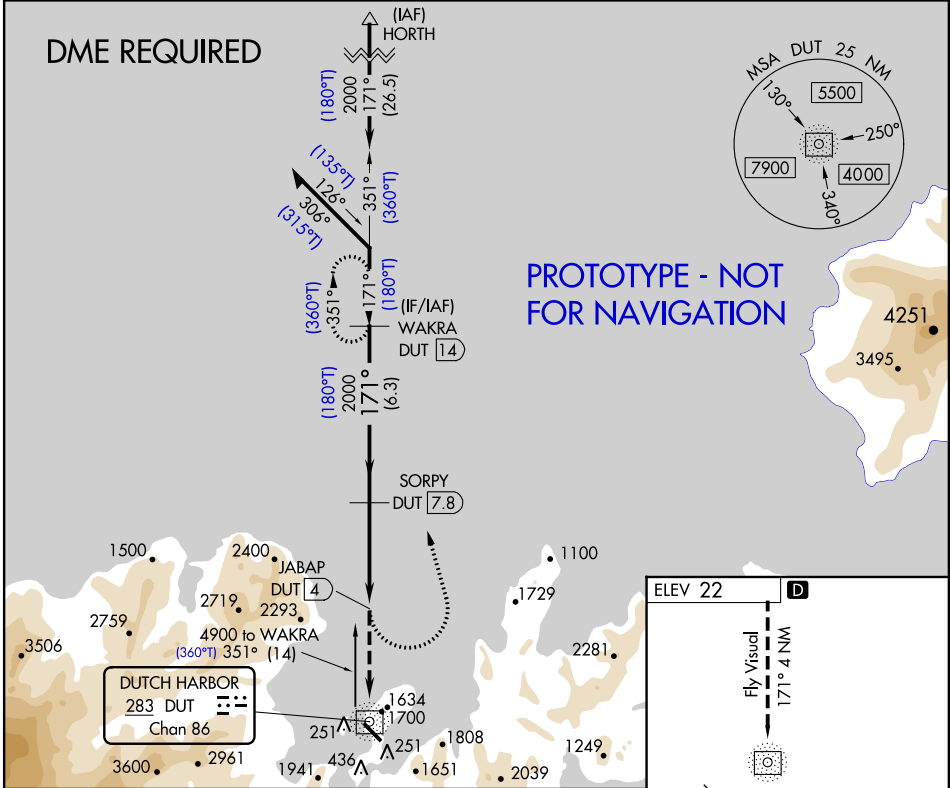 DME REQUIRED
(IAF)
HORTH
(180°T)
2000
171°
(26.5)
MSA DUT 25 NM
130°
5500
250°
7900
4000
340°
(135°T)
126°
306°
(315°T)
351°
(360°T)
(360°T)
351°
171°
(180°T)
(IF/IAF)
WAKRA
DUT 14
PROTOTYPE - NOT
FOR NAVIGATION
4251
3495
(180°T)
2000
171°
(6.3)
SORPY
DUT 7.8
1500
2400
JABAP
DUT 4
1100
1729
2719
2293
2759
3506
4900 to WAKRA
(360°T) 351° (14)
2281
DUTCH HARBOR
283 DUT
Chan 86
1634
1700
251
251
436
1808
1249
3600
2961
1941
1651
2039
ELEV 22 D
Fly Visual
171° 4 NM